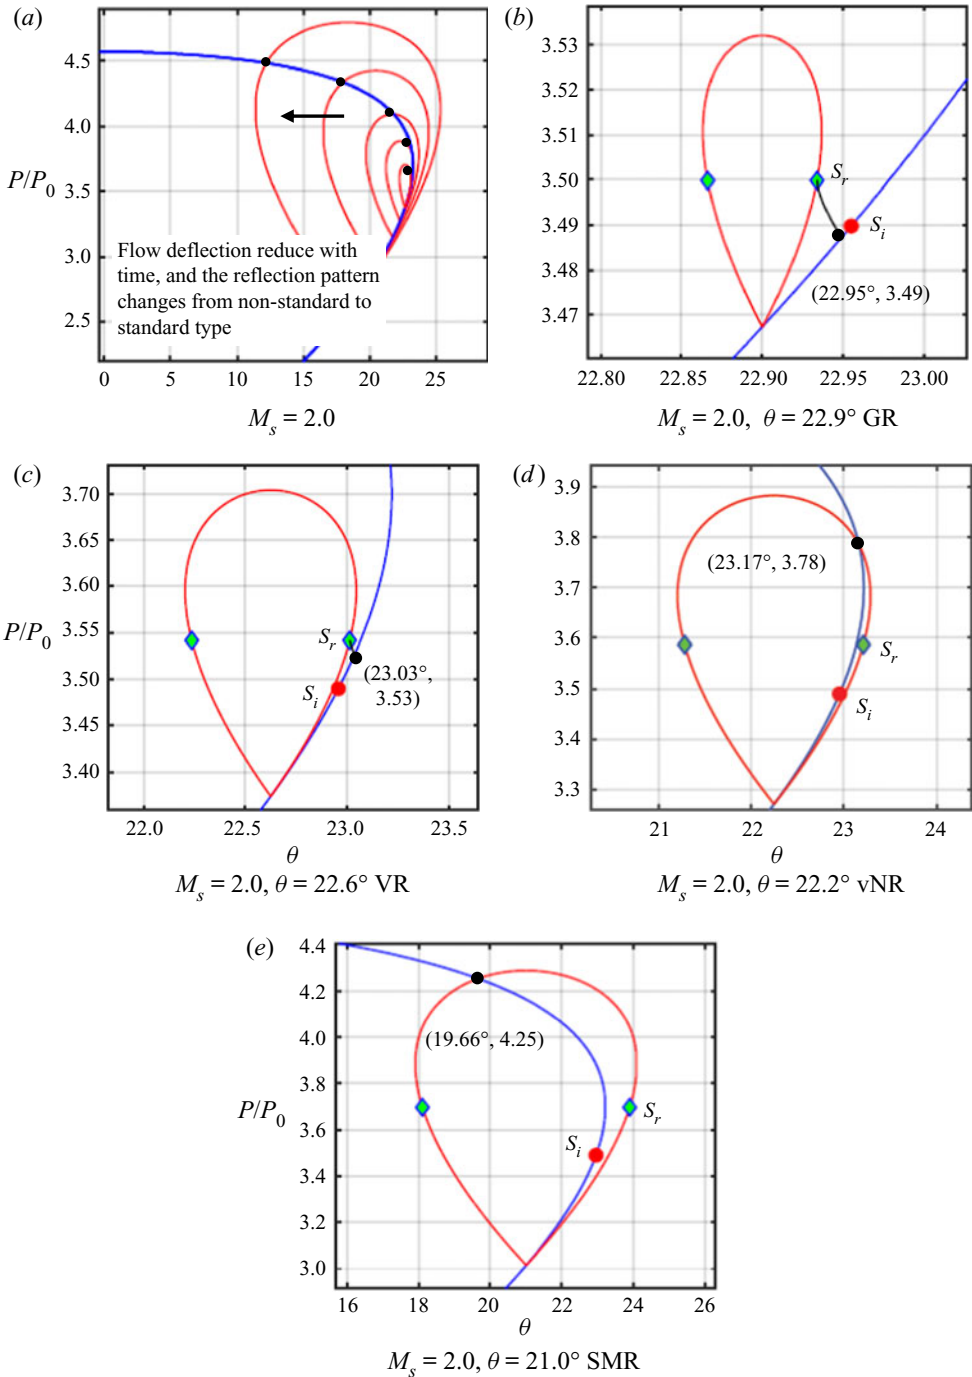 (a)
4.5
4.0
P/P0
3.5
3.0
2.5
Flow deflection reduce with
time, and the reflection pattern
changes from non-standard to
standard type
0 5 10 15 20 25
Ms = 2.0
(b)
3.53
3.52
3.51
3.50
3.49
3.48
3.47
Sr
Si
(22.95°, 3.49)
22.80 22.85 22.90 22.95 23.00
Ms = 2.0, θ = 22.9° GR
(c)
3.70
3.65
3.60
P/P0
3.55
3.50
3.45
3.40
Sr
(23.03°,
3.53)
Si
22.0 22.5 23.0 23.5
θ
Ms = 2.0, θ = 22.6° VR
(d)
3.9
3.8
3.7
3.6
3.5
3.4
3.3
(23.17°, 3.78)
Sr
Si
21 22 23 24
θ
Ms = 2.0, θ = 22.2° vNR
(e)
4.4
4.2
4.0
3.8
P/P0
3.6
3.4
3.2
3.0
(19.66°, 4.25)
Sr
Si
16 18 20 22 24 26
θ
Ms = 2.0, θ = 21.0° SMR